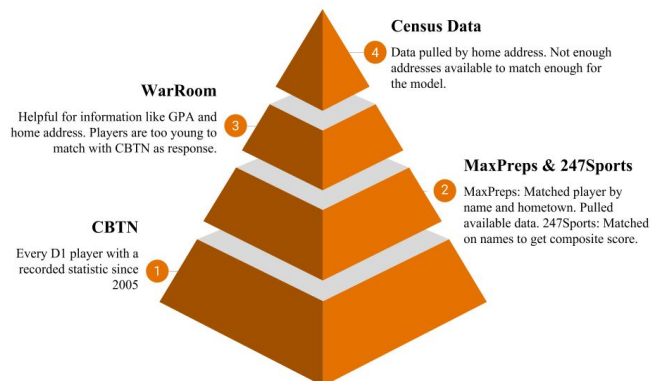 Census Data
4
Data pulled by home address. Not enough
addresses available to match enough for
the model.
WarRoom
Helpful for information like GPA and
home address. Players are too young to
match with CBTN as response.
3
MaxPreps & 247Sports
2
MaxPreps: Matched player by
name and hometown. Pulled
available data. 247Sports: Matched
on names to get composite score.
CBTN
Every D1 player with a
recorded statistic since
2005
1